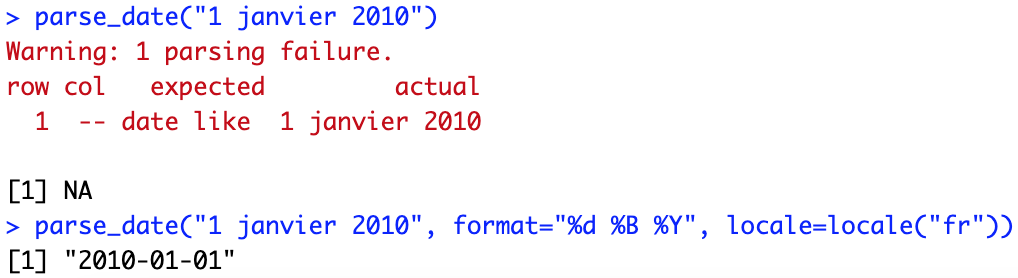 > parse_date("1 janvier 2010")
Warning: 1 parsing failure.
row col   expected         actual
  1  -- date like  1 janvier 2010

[1] NA
> parse_date("1 janvier 2010", format="%d %B %Y", locale=locale("fr"))
[1] "2010-01-01"